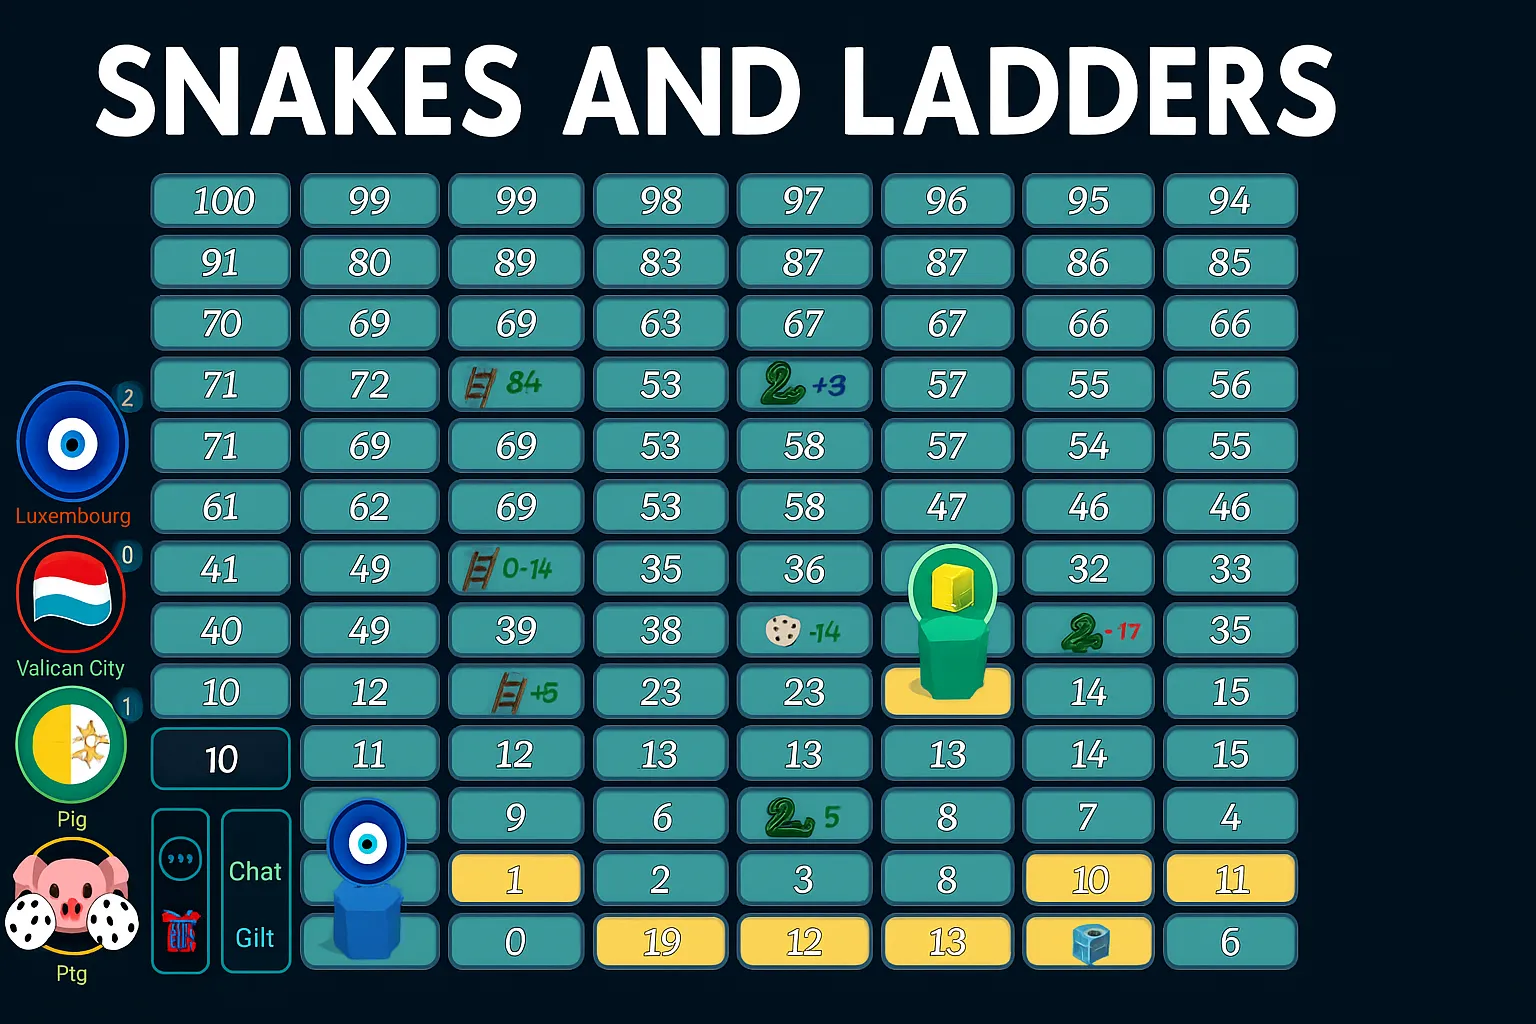 SNAKES AND LADDERS
100 99 99 98 97 96 95 94
91 80 89 83 87 87 86 85
70 69 69 63 67 67 66 66
71 72 84 53 +3 57 55 56
2
71 69 69 53 58 57 54 55
61 62 69 53 58 47 46 46
Luxembourg
0
41 49 0-14 35 36 32 33
40 49 39 38 -14 -17 35
Valican City
1
10 12 +5 23 23 14 15
10 11 12 13 13 13 14 15
Pig
9 6 5 8 7 4
Chat
1 2 3 8 10 11
Gilt
0 19 12 13 6
Ptg